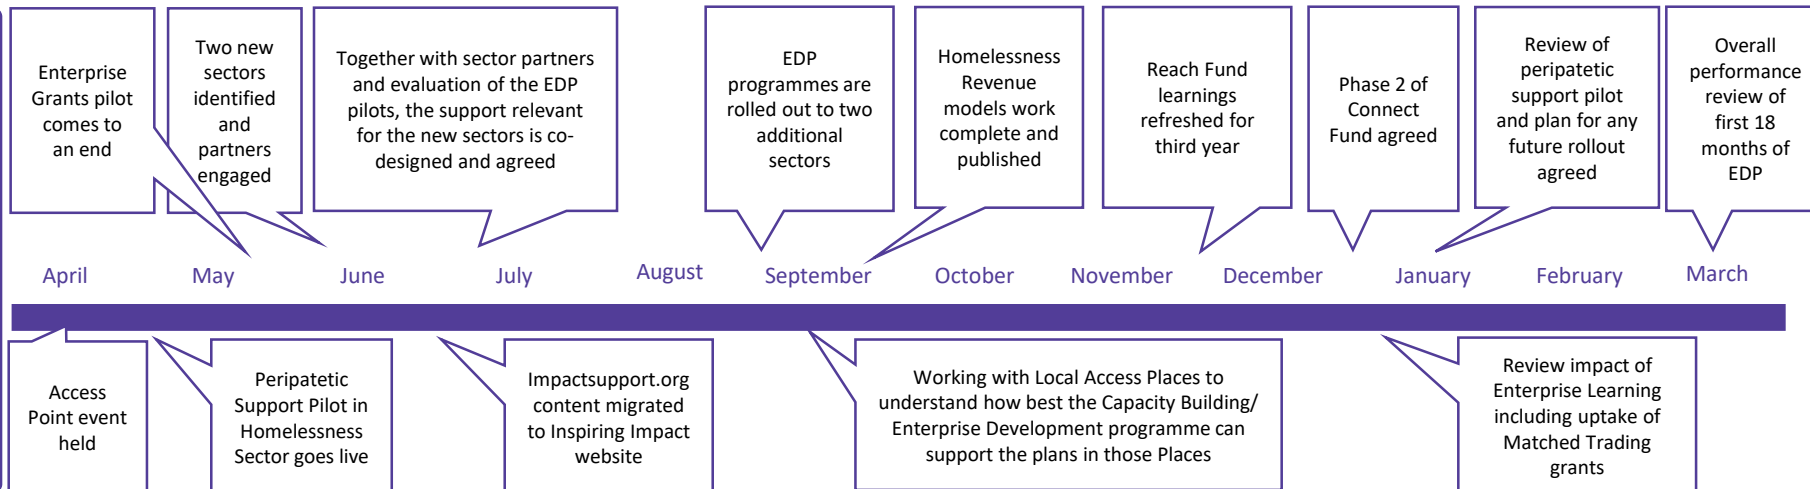 Enterprise
Grants pilot
comes to
an end
Two new
sectors
identified
and
partners
engaged
Together with sector partners
and evaluation of the EDP
pilots, the support relevant
for the new sectors is co-
designed and agreed
EDP
programmes are
rolled out to two
additional
sectors
Homelessness
Revenue
models work
complete and
published
Reach Fund
learnings
refreshed for
third year
Phase 2 of
Connect
Fund agreed
Review of
peripatetic
support pilot
and plan for any
future rollout
agreed
Overall
performance
review of
first 18
months of
EDP
April May June July August September October November December January February March
Access
Point event
held
Peripatetic
Support Pilot in
Homelessness
Sector goes live
Impactsupport.org
content migrated
to Inspiring Impact
website
Working with Local Access Places to
understand how best the Capacity Building/
Enterprise Development programme can
support the plans in those Places
Review impact of
Enterprise Learning
including uptake of
Matched Trading
grants